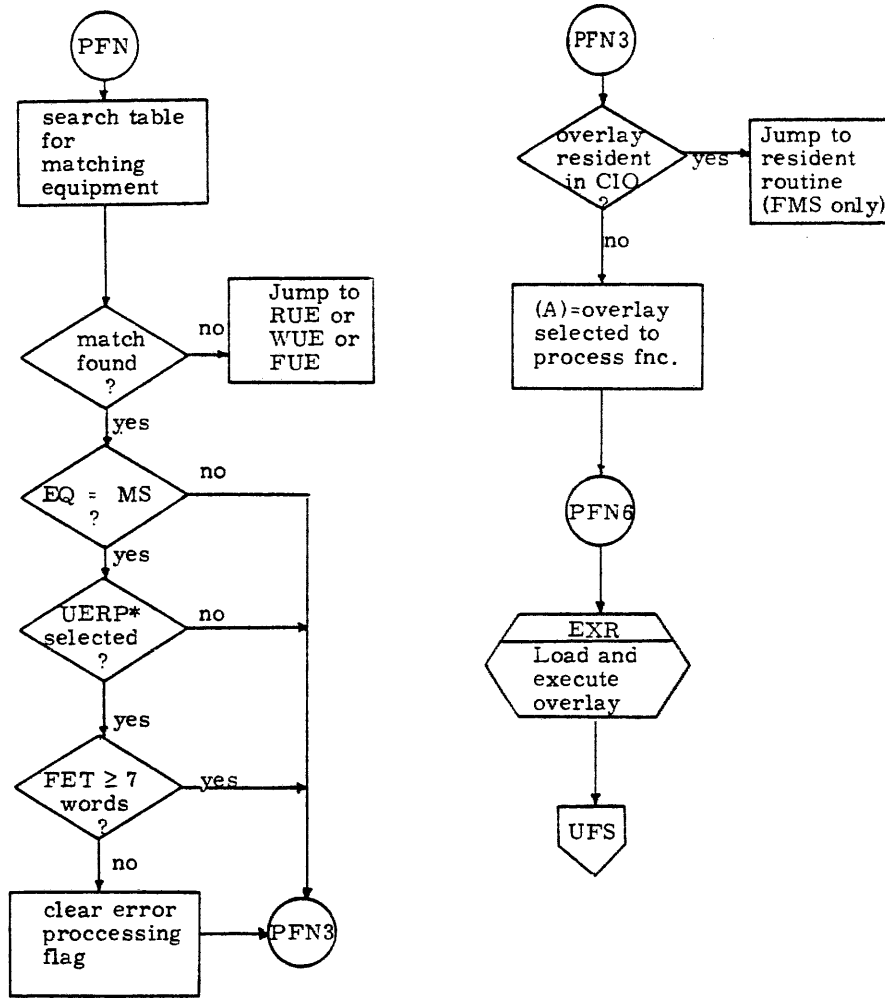 PFN
search table
for
matching
equipment
match
found
?
no
Jump to
RUE or
WUE or
FUE
yes
EQ = MS
?
no
yes
UERP*
selected
?
no
yes
FET ≥ 7
words
?
yes
no
clear error
proccessing
flag
PFN3
PFN3
overlay
resident
in CIO
?
yes
Jump to
resident
routine
(FMS only)
no
(A)=overlay
selected to
process fnc.
PFN6
EXR
Load and
execute
overlay
UFS